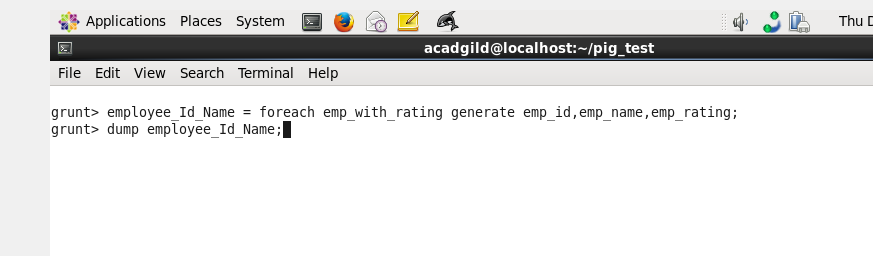 Applications Places System Thu D
acadgild@localhost:~/pig_test
File Edit View Search Terminal Help
grunt> employee_Id_Name = foreach emp_with_rating generate emp_id,emp_name,emp_rating;
grunt> dump employee_Id_Name;